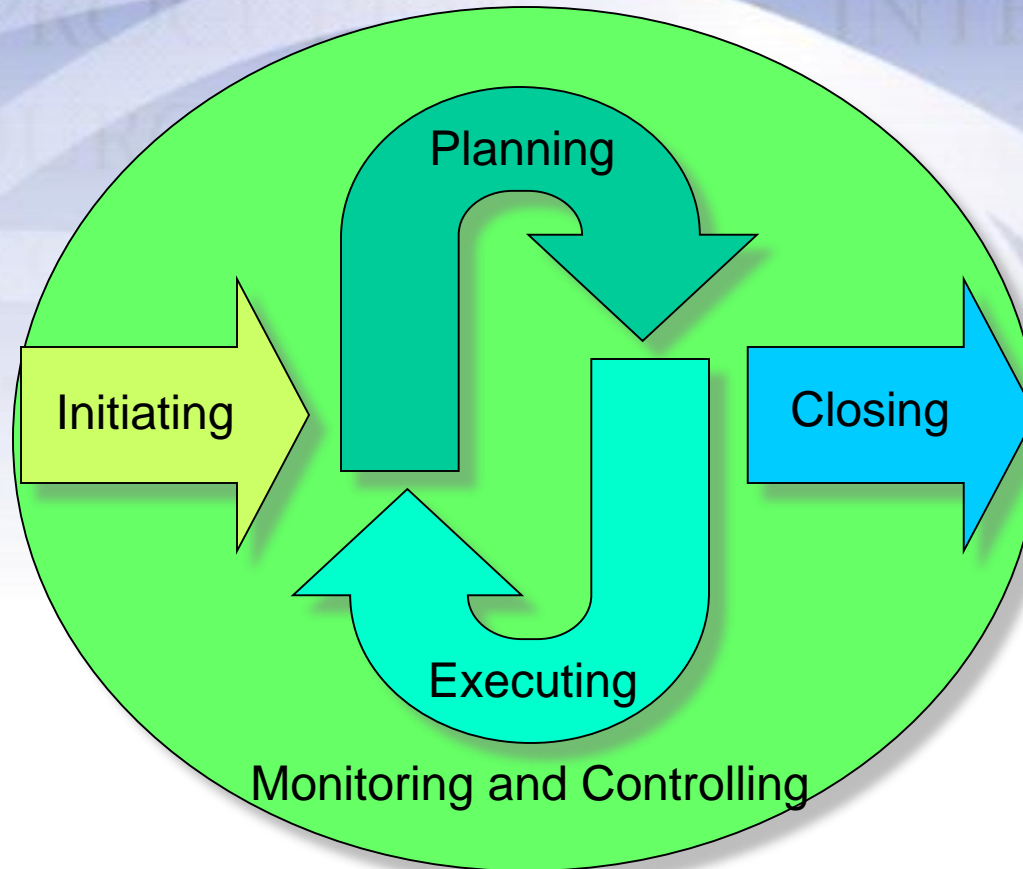 Planning
Initiating
Closing
Executing
Monitoring and Controlling